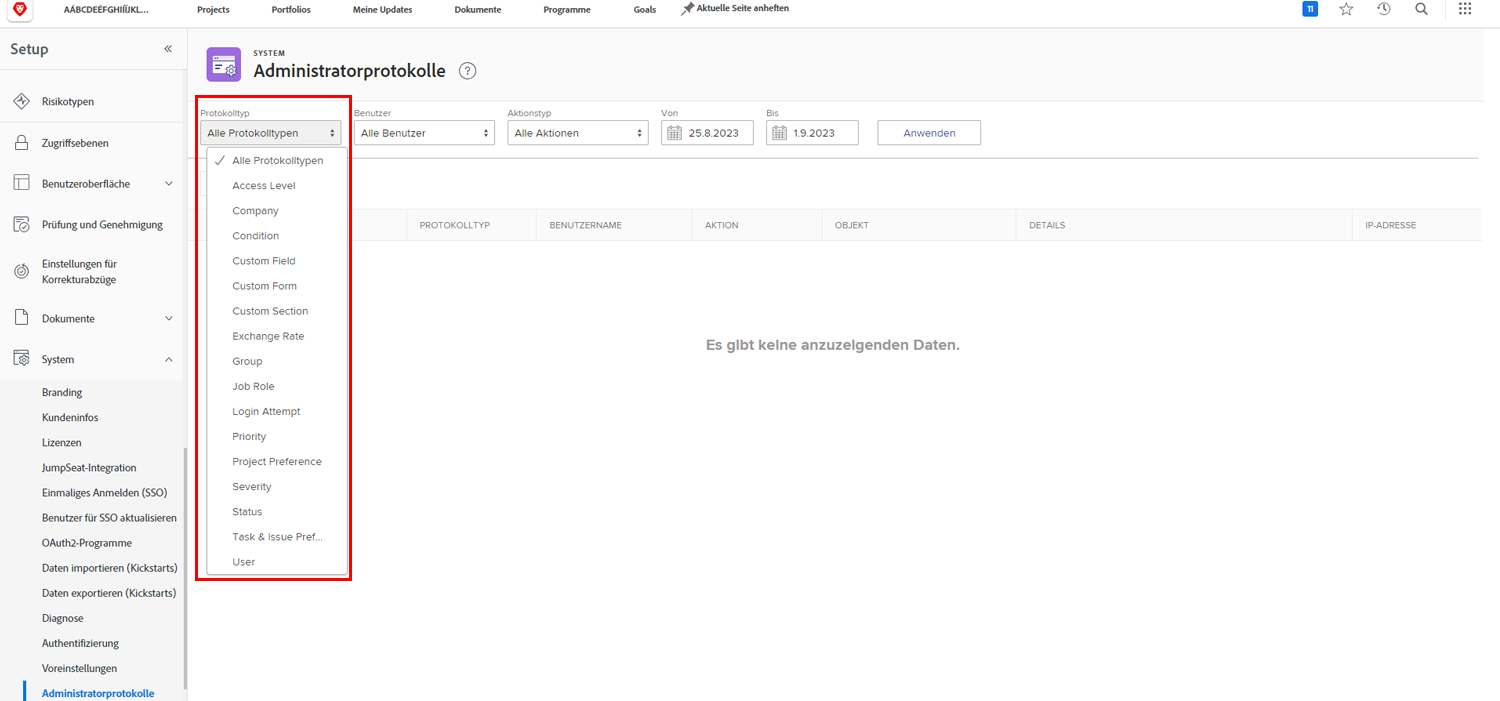 AÁBCDEÉFGHIÍJKL...
Projects
Portfolios
Meine Updates
Dokumente
Programme
Goals
Aktuelle Seite anheften
11
Setup
Risikotypen
Zugriffsebenen
Benutzeroberfläche
Prüfung und Genehmigung
Einstellungen für
Korrekturabzüge
Dokumente
System
Branding
Kundeninfos
Lizenzen
JumpSeat-Integration
Einmaliges Anmelden (SSO)
Benutzer für SSO aktualisieren
OAuth2-Programme
Daten importieren (Kickstarts)
Daten exportieren (Kickstarts)
Diagnose
Authentifizierung
Voreinstellungen
Administratorprotokolle
SYSTEM
Administratorprotokolle ?
Protokolltyp
Alle Protokolltypen
Benutzer
Alle Benutzer
Aktionstyp
Alle Aktionen
Von
25.8.2023
Bis
1.9.2023
Anwenden
Alle Protokolltypen
Access Level
Company
Condition
Custom Field
Custom Form
Custom Section
Exchange Rate
Group
Job Role
Login Attempt
Priority
Project Preference
Severity
Status
Task & Issue Pref...
User
PROTOKOLLTYP
BENUTZERNAME
AKTION
OBJEKT
DETAILS
IP-ADRESSE
Es gibt keine anzuzeigenden Daten.